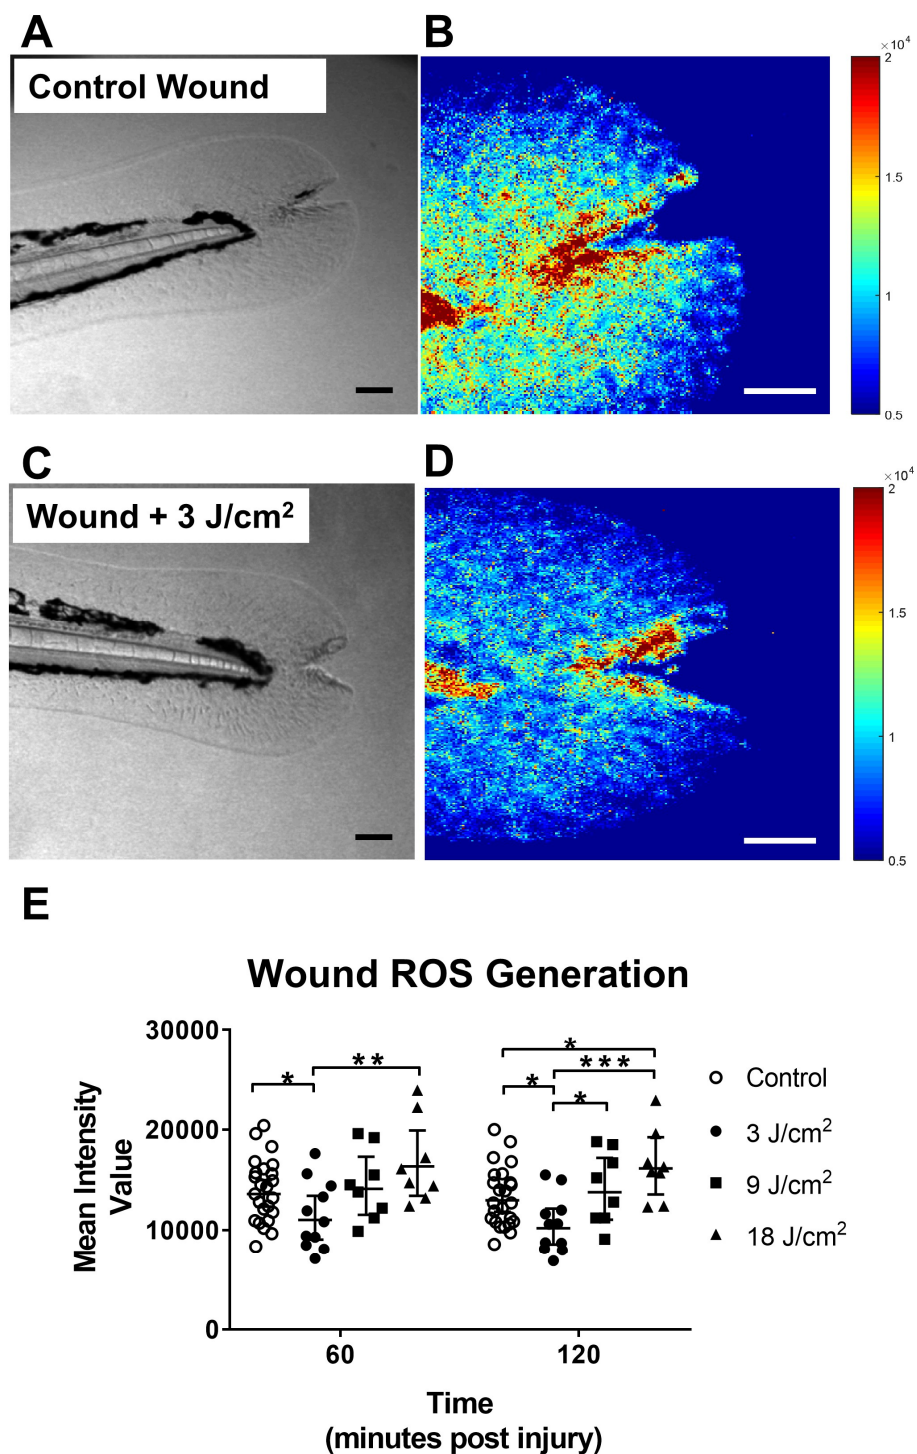 A
Control Wound
B
×10⁴
2
1.5
1
0.5
C
Wound + 3 J/cm²
D
×10⁴
2
1.5
1
0.5
E
Wound ROS Generation
Mean Intensity
Value
30000
20000
10000
0
*
**
*
***
*
*
60
120
Control
3 J/cm²
9 J/cm²
18 J/cm²
Time
(minutes post injury)